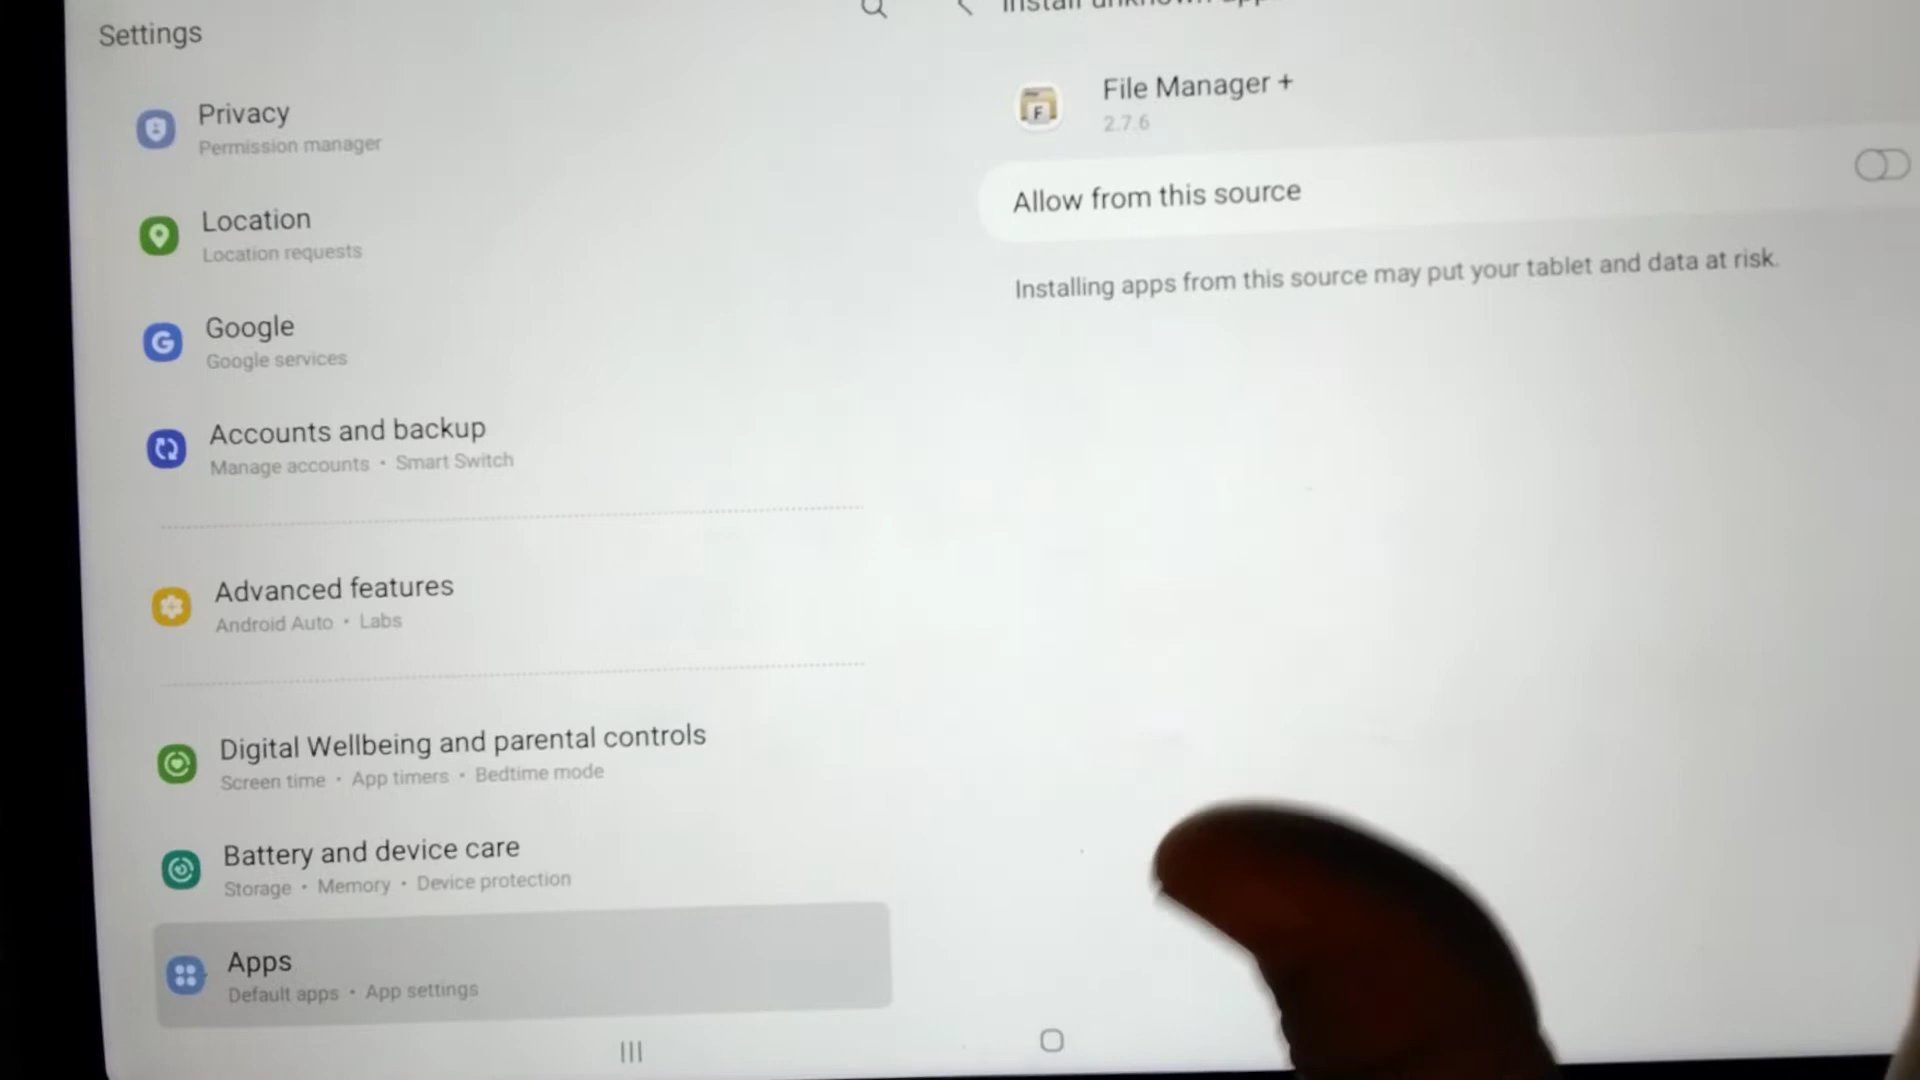 Settings
Privacy
Permission manager
Location
Location requests
Google
Google services
Accounts and backup
Manage accounts • Smart Switch
Advanced features
Android Auto • Labs
Digital Wellbeing and parental controls
Screen time • App timers • Bedtime mode
Battery and device care
Storage • Memory • Device protection
Apps
Default apps • App settings
Install unknown
File Manager +
2.7.6
Allow from this source
Installing apps from this source may put your tablet and data at risk.